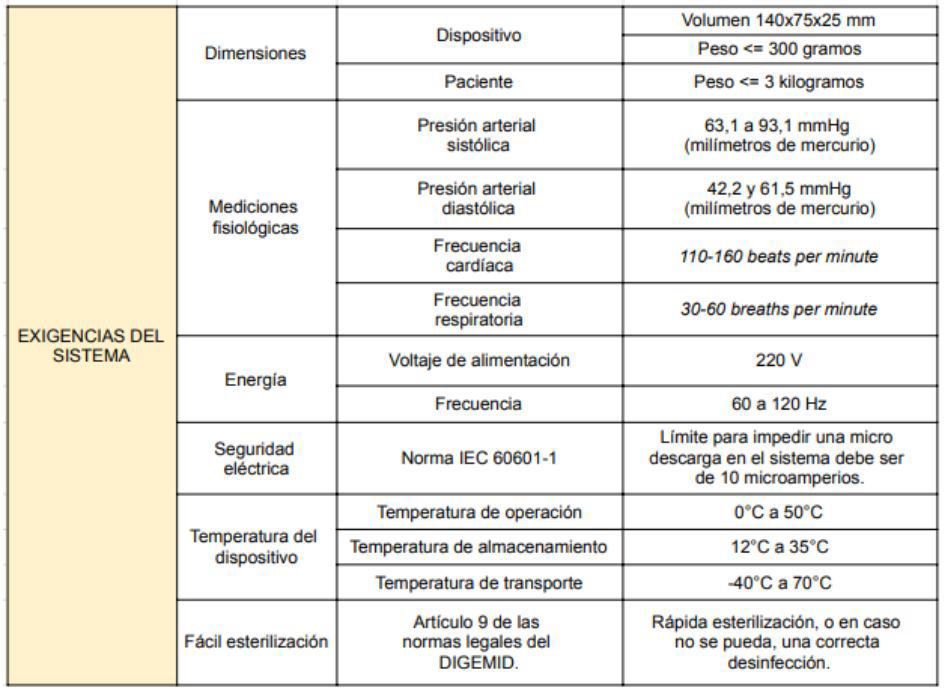 EXIGENCIAS DEL
SISTEMA
Dimensiones
Dispositivo
Volumen 140x75x25 mm
Peso <= 300 gramos
Paciente
Peso <= 3 kilogramos
Mediciones
fisiológicas
Presión arterial
sistólica
63,1 a 93,1 mmHg
(milímetros de mercurio)
Presión arterial
diastólica
42,2 y 61,5 mmHg
(milímetros de mercurio)
Frecuencia
cardíaca
110-160 beats per minute
Frecuencia
respiratoria
30-60 breaths per minute
Energía
Voltaje de alimentación
220 V
Frecuencia
60 a 120 Hz
Seguridad
eléctrica
Norma IEC 60601-1
Límite para impedir una micro
descarga en el sistema debe ser
de 10 microamperios.
Temperatura del
dispositivo
Temperatura de operación
0°C a 50°C
Temperatura de almacenamiento
12°C a 35°C
Temperatura de transporte
-40°C a 70°C
Fácil esterilización
Artículo 9 de las
normas legales del
DIGEMID.
Rápida esterilización, o en caso
no se pueda, una correcta
desinfección.